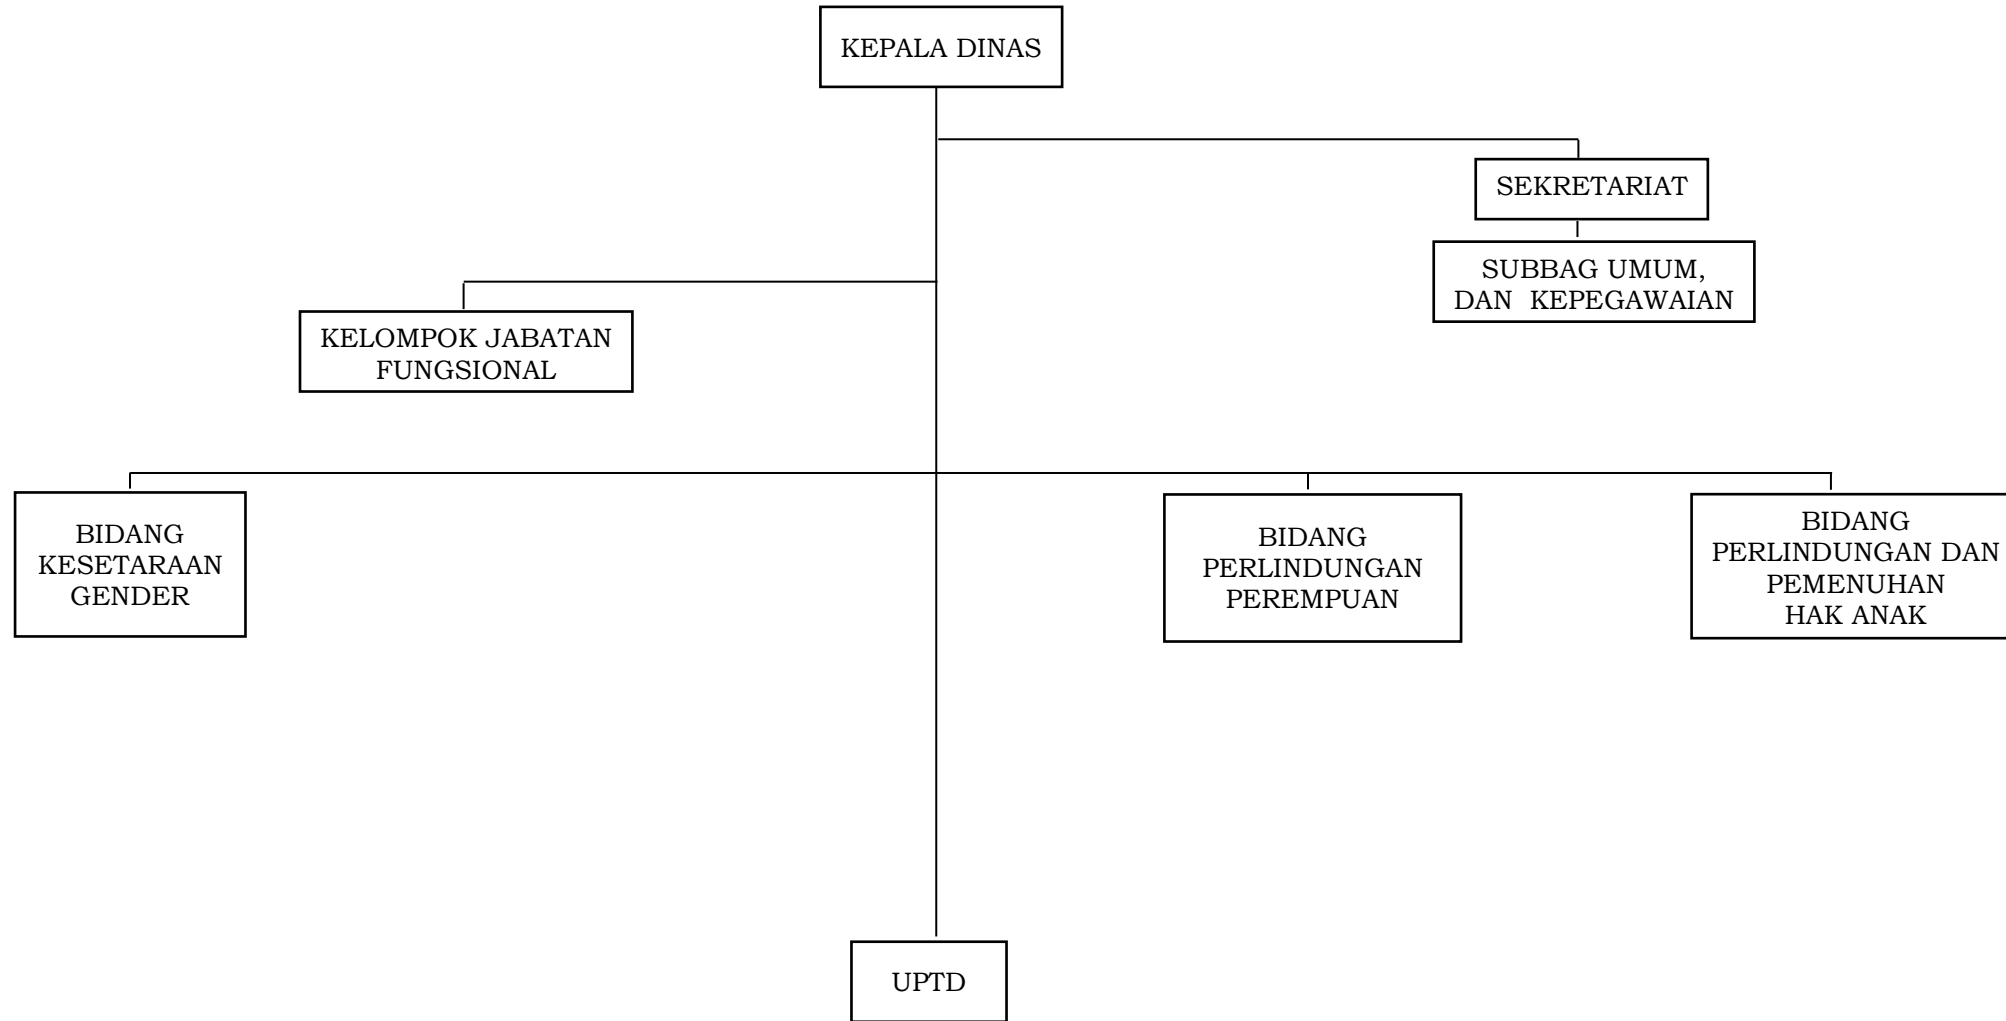 KEPALA DINAS
SEKRETARIAT
SUBBAG UMUM,
DAN  KEPEGAWAIAN
KELOMPOK JABATAN
FUNGSIONAL
BIDANG
KESETARAAN
GENDER
BIDANG
PERLINDUNGAN
PEREMPUAN
BIDANG
PERLINDUNGAN DAN
PEMENUHAN
HAK ANAK
UPTD